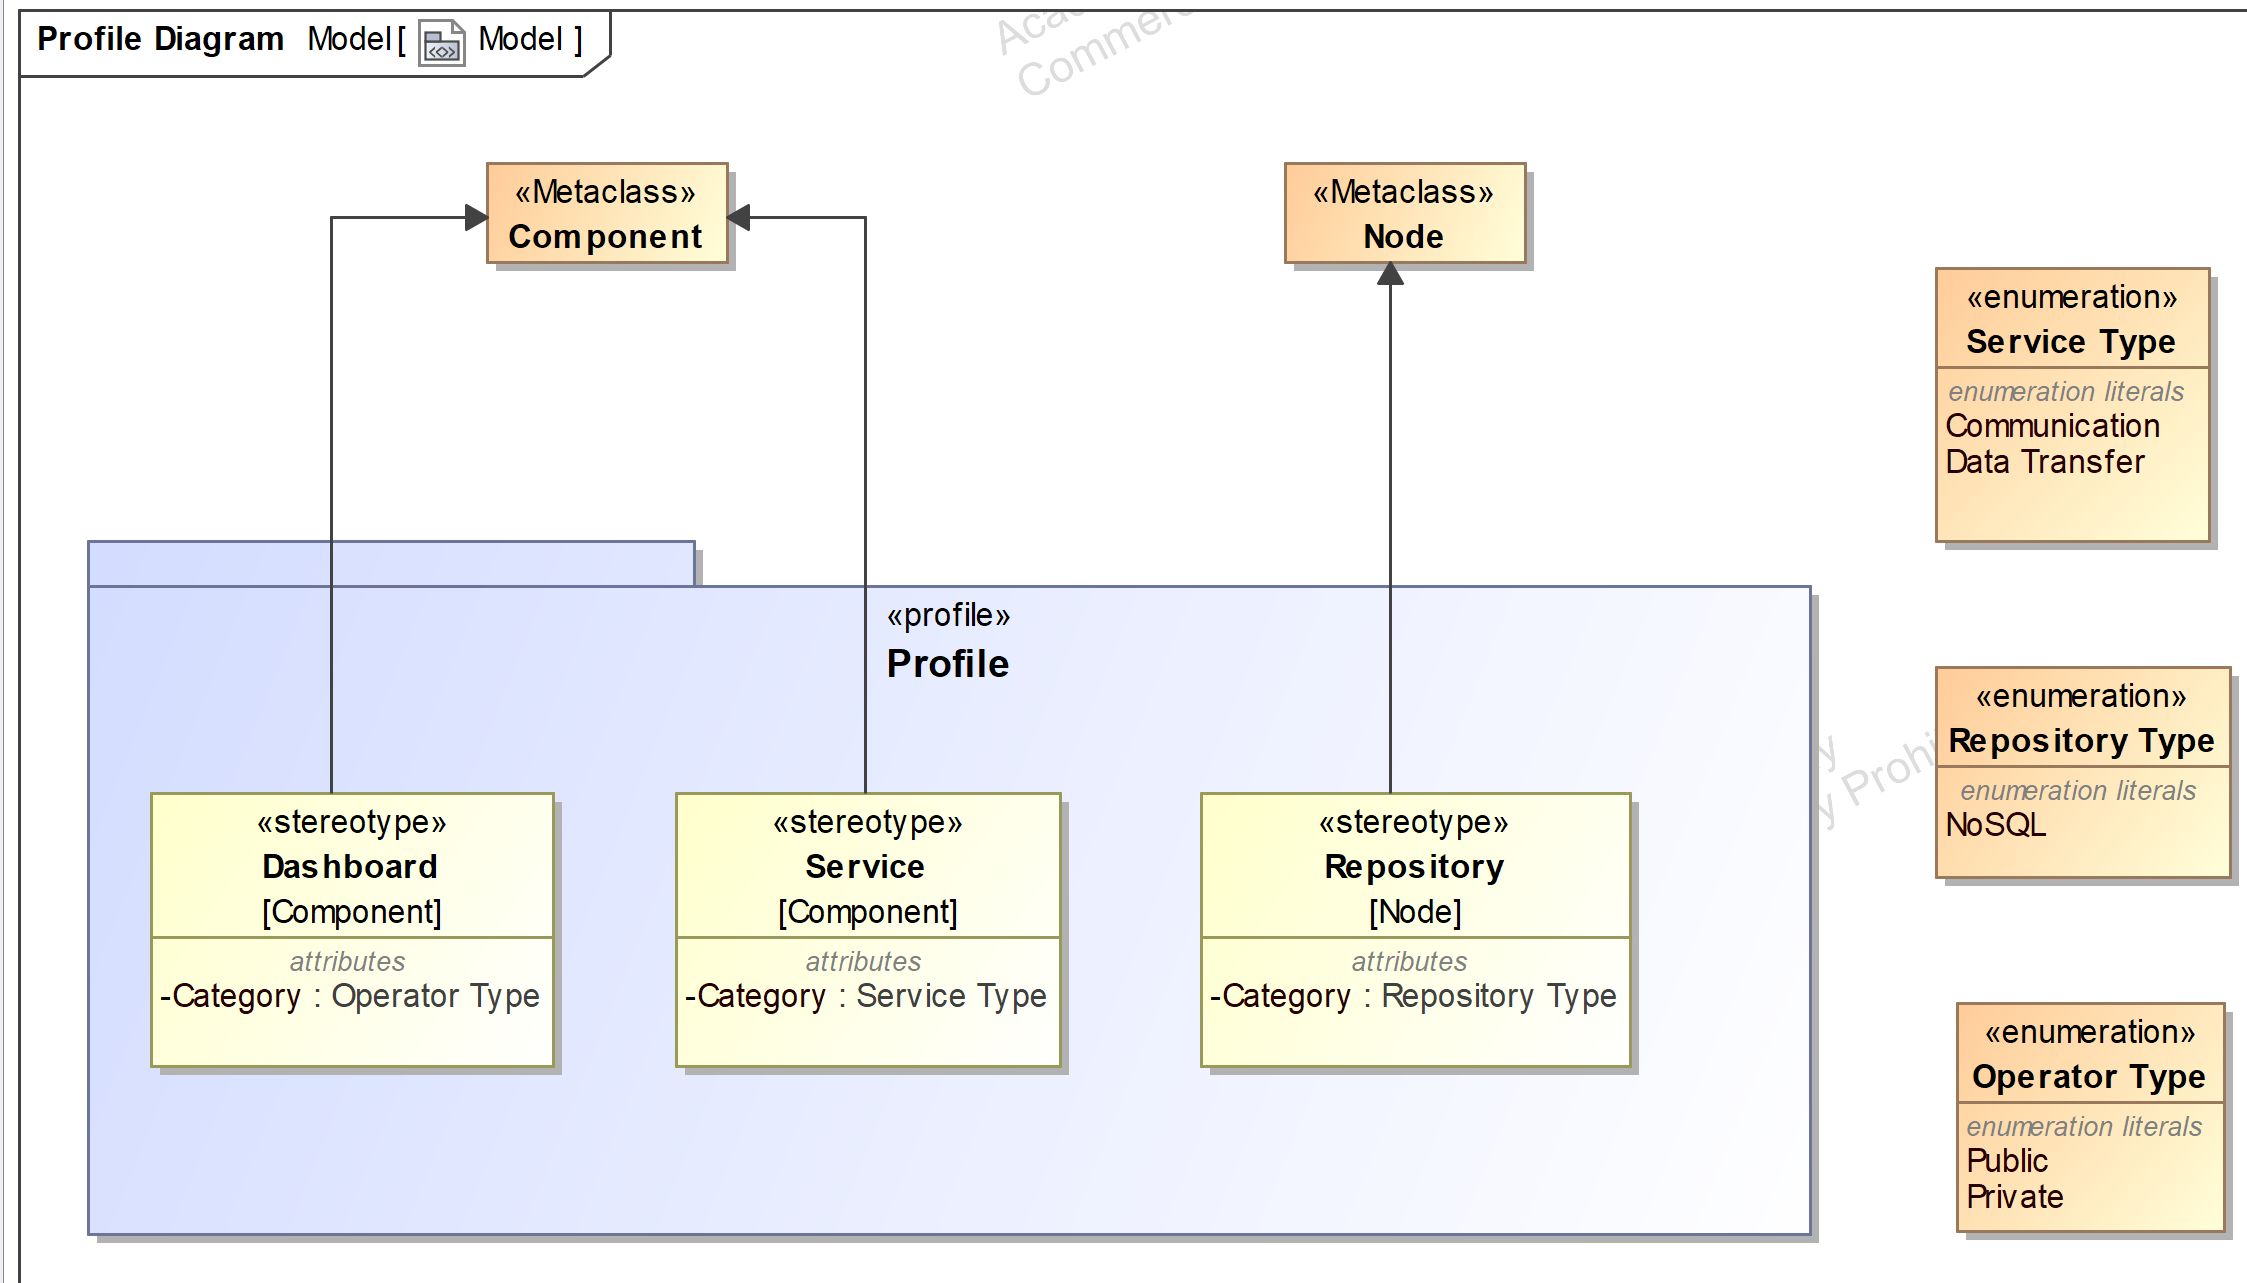 Profile Diagram Model[ Model ]
Commer
«Metaclass»
Component
«Metaclass»
Node
«enumeration»
Service Type
enumeration literals
Communication
Data Transfer
«profile»
Profile
«enumeration»
Repository Type
enumeration literals
NoSQL
y Prohi
«stereotype»
Dashboard
[Component]
attributes
-Category : Operator Type
«stereotype»
Service
[Component]
attributes
-Category : Service Type
«stereotype»
Repository
[Node]
attributes
-Category : Repository Type
«enumeration»
Operator Type
enumeration literals
Public
Private